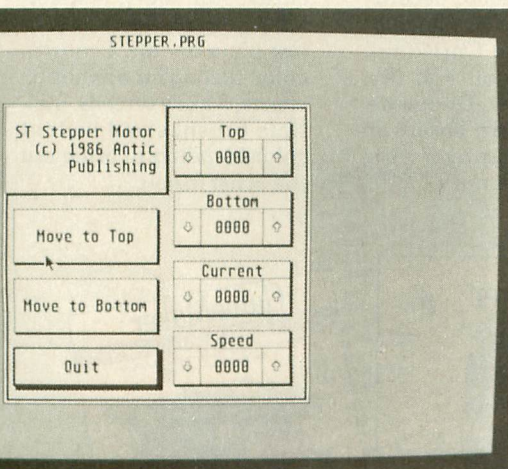 STEPPER.PRG
ST Stepper Motor
(c) 1986 Antic
Publishing
Move to Top
Move to Bottom
Quit
Top
0000
Bottom
0000
Current
0000
Speed
0000